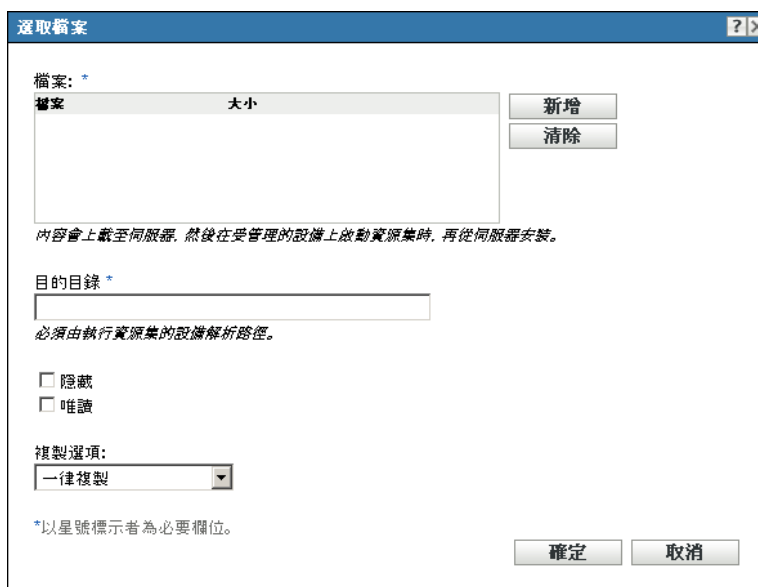 選取檔案 ?
檔案: *
檔案 大小
新增
清除
內容會上載至伺服器, 然後在受管理的設備上啟動資源集時, 再從伺服器安裝。
目的目錄 *
必須由執行資源集的設備解析路徑。
隱藏
唯讀
複製選項:
一律複製
*以星號標示者為必要欄位。
確定 取消